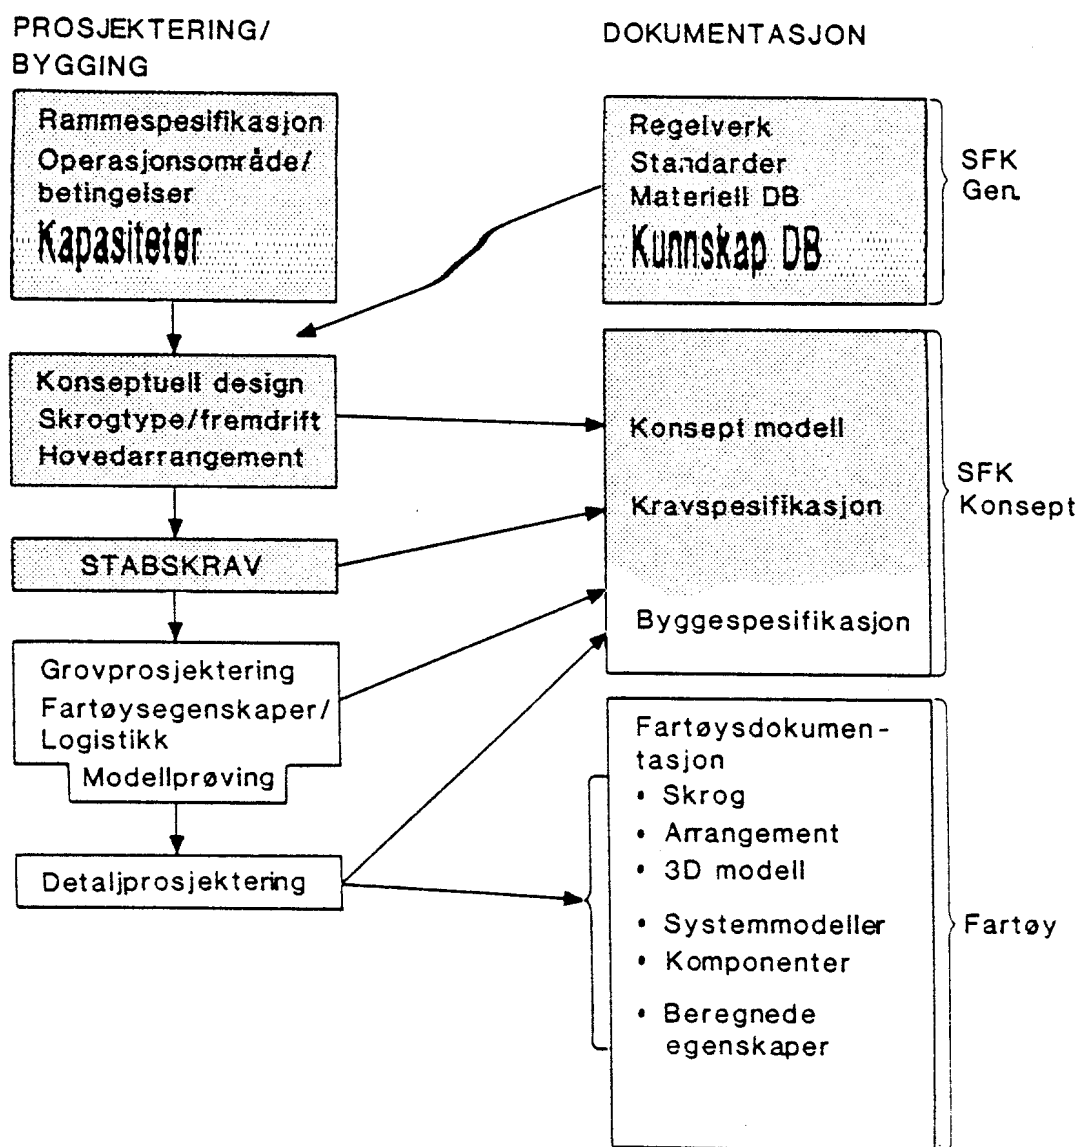 PROSJEKTERING/
BYGGING
Rammespesifikasjon
Operasjonsområde/
betingelser
Kapasiteter
Konseptuell design
Skrogtype/fremdrift
Hovedarrangement
STABSKRAV
Grovprosjektering
Fartøysegenskaper/
Logistikk
Modellprøving
Detaljprosjektering
DOKUMENTASJON
Regelverk
Standarder
Materiell DB
Kunnskap DB
SFK
Gen.
Konsept modell
Kravspesifikasjon
Byggespesifikasjon
SFK
Konsept
Fartøysdokumen-
tasjon
• Skrog
• Arrangement
• 3D modell
• Systemmodeller
• Komponenter
• Beregnede
egenskaper
Fartøy